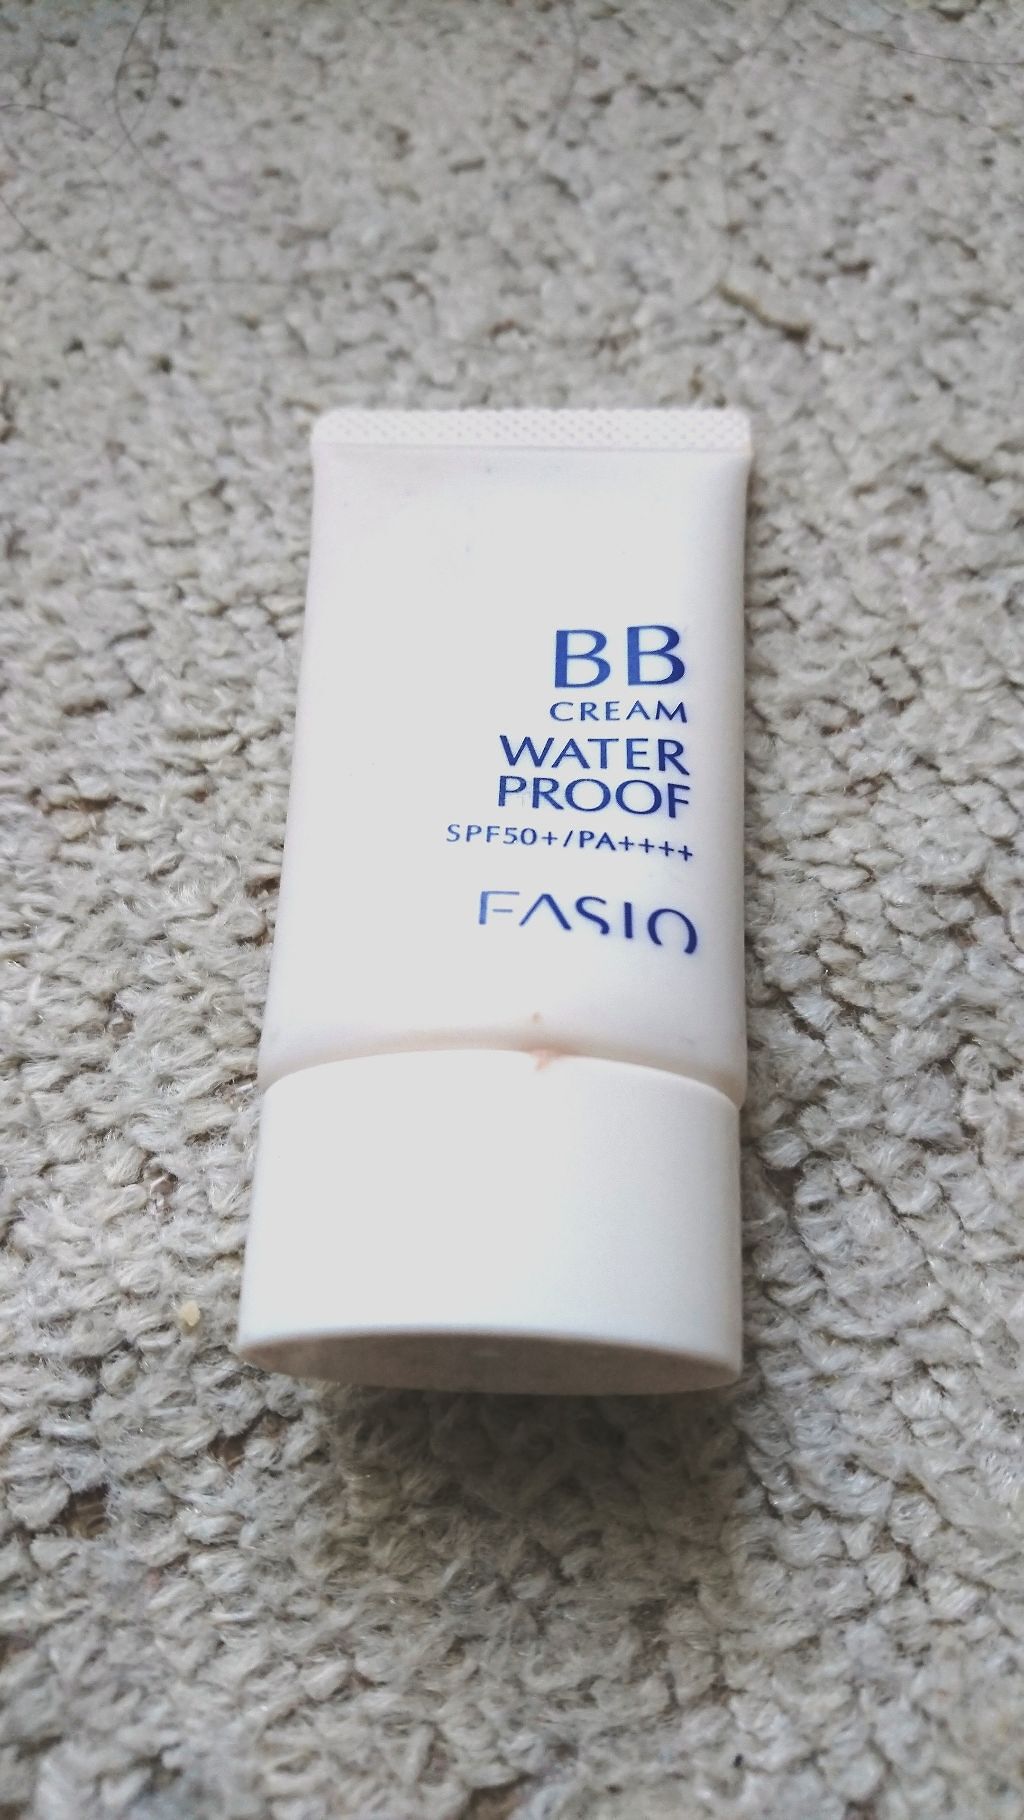 BB
CREAM
WATER
PROOF
SPF50+/PA++++
FASIO